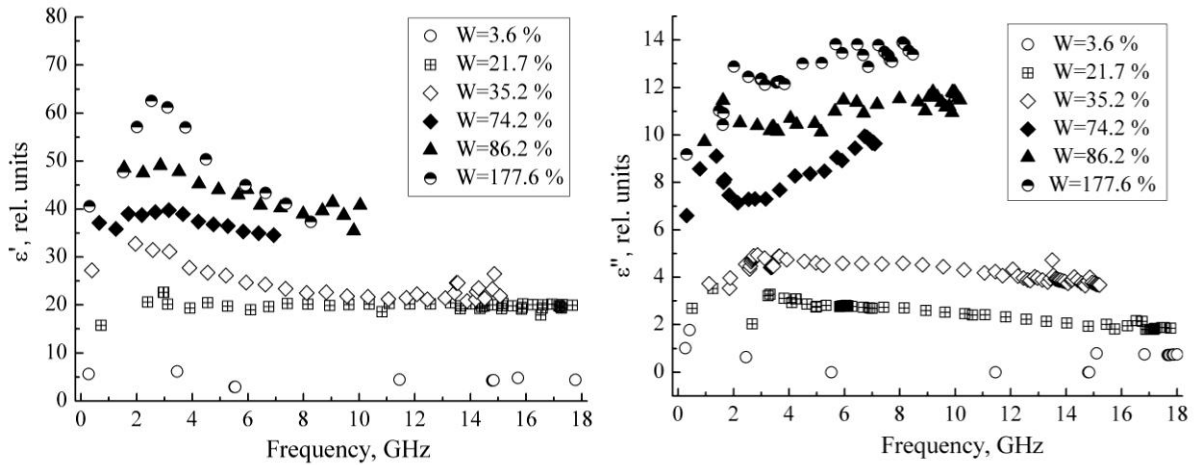 80
70
60
50
40
30
20
10
0
ε', rel. units
W=3.6 %
W=21.7 %
W=35.2 %
W=74.2 %
W=86.2 %
W=177.6 %
0 2 4 6 8 10 12 14 16 18
Frequency, GHz
14
12
10
8
6
4
2
0
ε'', rel. units
W=3.6 %
W=21.7 %
W=35.2 %
W=74.2 %
W=86.2 %
W=177.6 %
0 2 4 6 8 10 12 14 16 18
Frequency, GHz